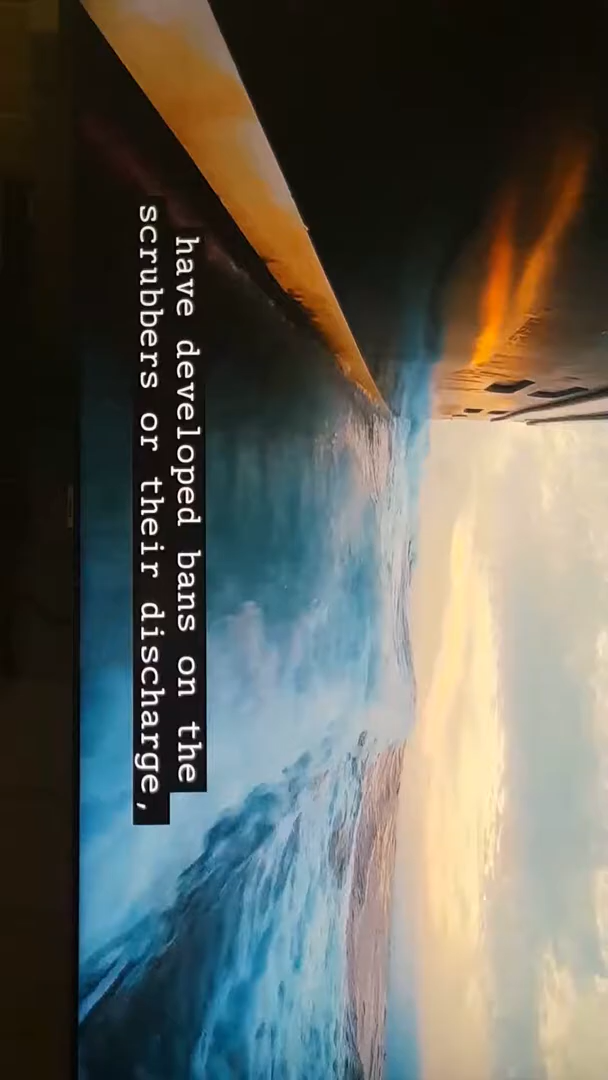 have developed bans on the
scrubbers or their discharge,